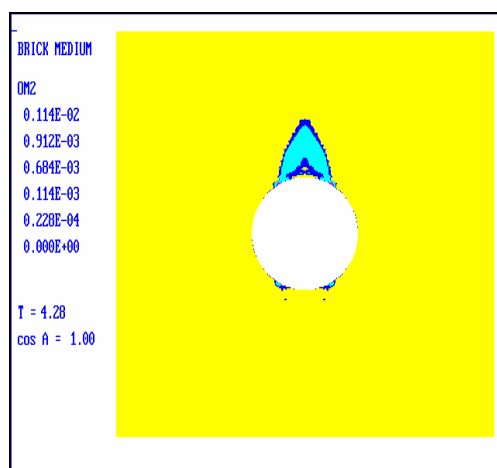 BRICK MEDIUM
OM2
0.114E-02
0.912E-03
0.684E-03
0.114E-03
0.228E-04
0.000E+00
T = 4.28
cos A = 1.00